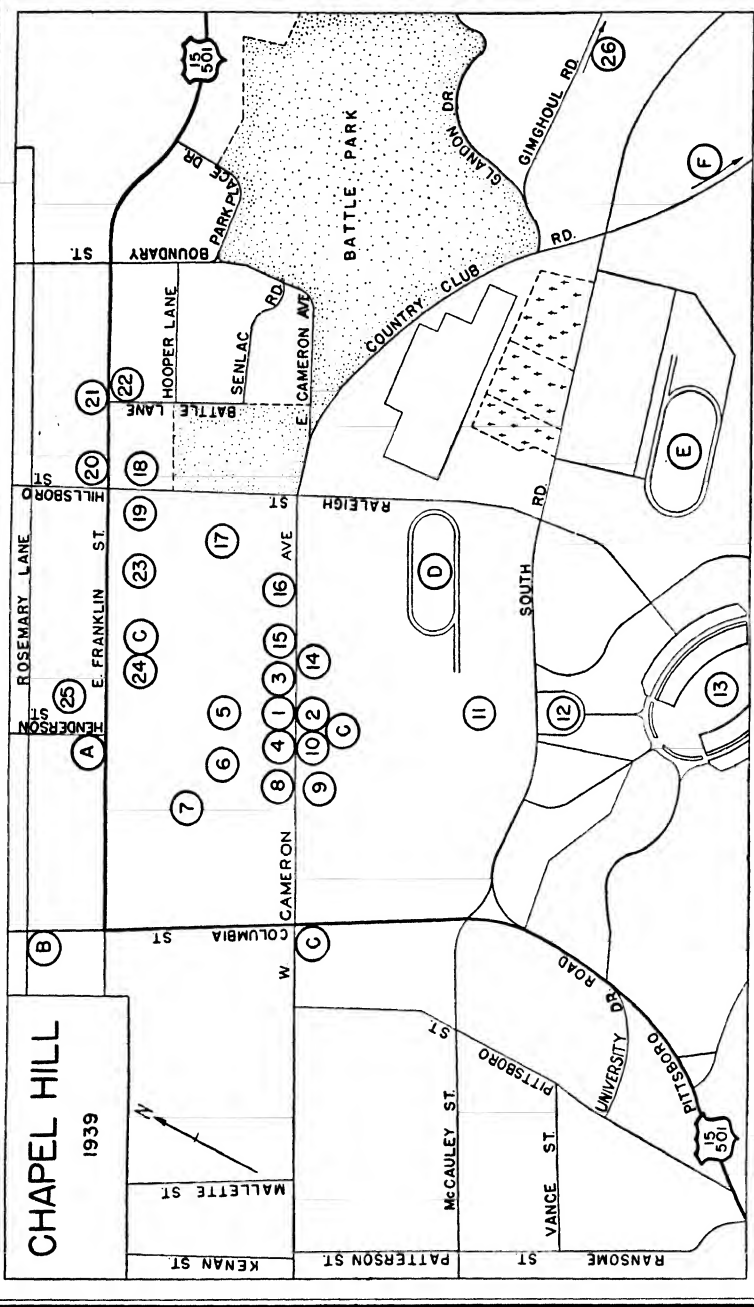 CHAPEL HILL
1939
N
ROSEMARY LANE
E. FRANKLIN ST.
HENDERSON ST.
HILLSBORO ST.
BOUNDARY ST.
PARK PLACE DR.
15
501
HOOPER LANE
SENLAC RD.
BATTLE LANE
E. CAMERON AVE
BATTLE PARK
GLANDON DR.
GIMGHOUL RD.
COUNTRY CLUB RD.
RALEIGH ST.
SOUTH RD.
COLUMBIA ST
W. CAMERON AVE
PITTSBORO ST.
PITTSBORO ROAD
UNIVERSITY DR.
McCAULEY ST.
VANCE ST.
MALLETTE ST.
KENAN ST.
PATTERSON ST.
RANSOME ST
15
501
A
B
C
C
C
D
E
F
1
2
3
4
5
6
7
8
9
10
11
12
13
14
15
16
17
18
19
20
21
22
23
24
25
26